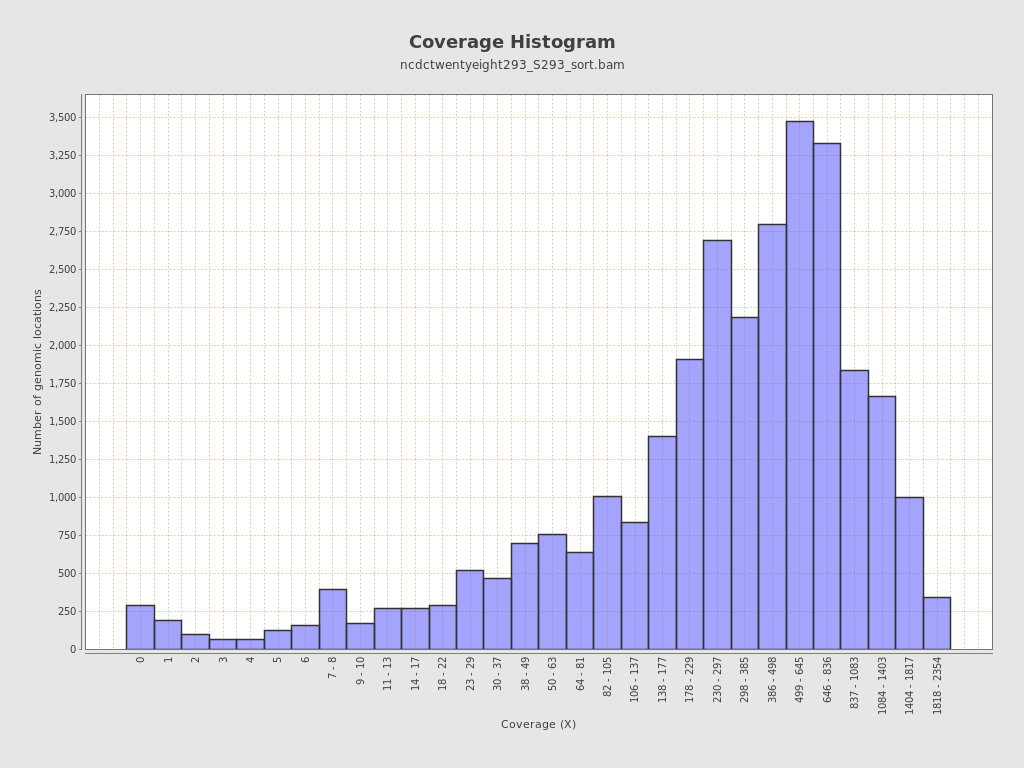 Coverage Histogram
ncdctwentyeight293_S293_sort.bam
Number of genomic locations
3,500
3,250
3,000
2,750
2,500
2,250
2,000
1,750
1,500
1,250
1,000
750
500
250
0
0
1
2
3
4
5
6
7 - 8
9 - 10
11 - 13
14 - 17
18 - 22
23 - 29
30 - 37
38 - 49
50 - 63
64 - 81
82 - 105
106 - 137
138 - 177
178 - 229
230 - 297
298 - 385
386 - 498
499 - 645
646 - 836
837 - 1083
1084 - 1403
1404 - 1817
1818 - 2354
Coverage (X)